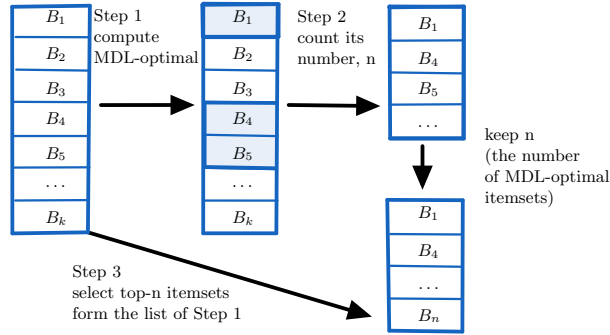 B1
B2
B3
B4
B5
...
Bk
Step 1
compute
MDL-optimal
B1
B2
B3
B4
B5
...
Bk
Step 2
count its
number, n
B1
B4
B5
...
keep n
(the number
of MDL-optimal
itemsets)
B1
B4
...
Bn
Step 3
select top-n itemsets
form the list of Step 1